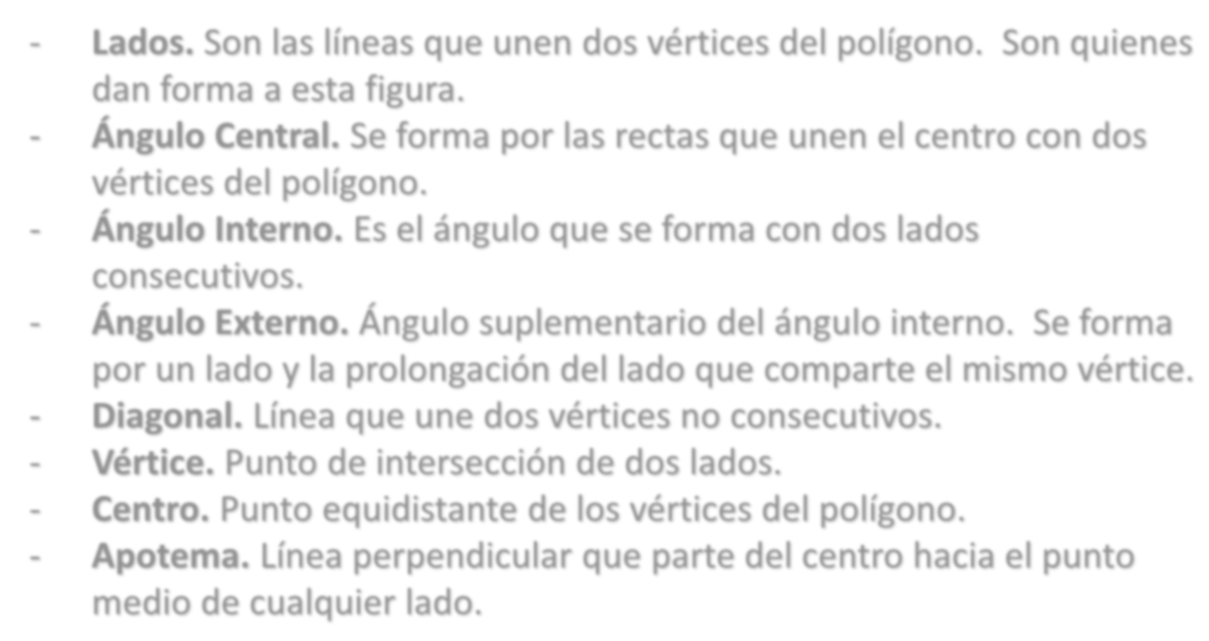 - Lados. Son las líneas que unen dos vértices del polígono. Son quienes
dan forma a esta figura.
- Ángulo Central. Se forma por las rectas que unen el centro con dos
vértices del polígono.
- Ángulo Interno. Es el ángulo que se forma con dos lados
consecutivos.
- Ángulo Externo. Ángulo suplementario del ángulo interno. Se forma
por un lado y la prolongación del lado que comparte el mismo vértice.
- Diagonal. Línea que une dos vértices no consecutivos.
- Vértice. Punto de intersección de dos lados.
- Centro. Punto equidistante de los vértices del polígono.
- Apotema. Línea perpendicular que parte del centro hacia el punto
medio de cualquier lado.